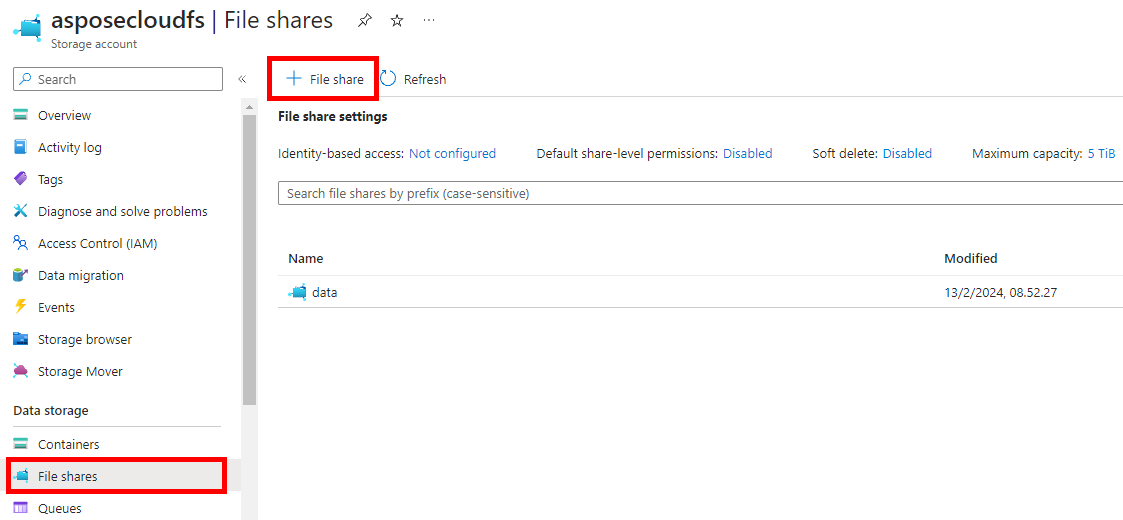 asposecloudfs | File shares
Storage account
Search
Overview
Activity log
Tags
Diagnose and solve problems
Access Control (IAM)
Data migration
Events
Storage browser
Storage Mover
Data storage
Containers
File shares
Queues
File share Refresh
File share settings
Identity-based access: Not configured Default share-level permissions: Disabled Soft delete: Disabled Maximum capacity: 5 TiB
Search file shares by prefix (case-sensitive)
Name Modified
data 13/2/2024, 08.52.27